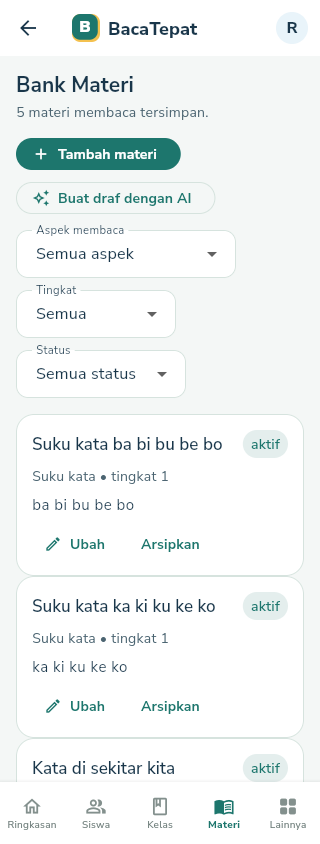 B BacaTepat
R
Bank Materi
5 materi membaca tersimpan.
Tambah materi
Buat draf dengan AI
Aspek membaca
Semua aspek
Tingkat
Semua
Status
Semua status
Suku kata ba bi bu be bo
aktif
Suku kata • tingkat 1
ba bi bu be bo
Ubah Arsipkan
Suku kata ka ki ku ke ko
aktif
Suku kata • tingkat 1
ka ki ku ke ko
Ubah Arsipkan
Kata di sekitar kita
aktif
Ringkasan Siswa Kelas Materi Lainnya